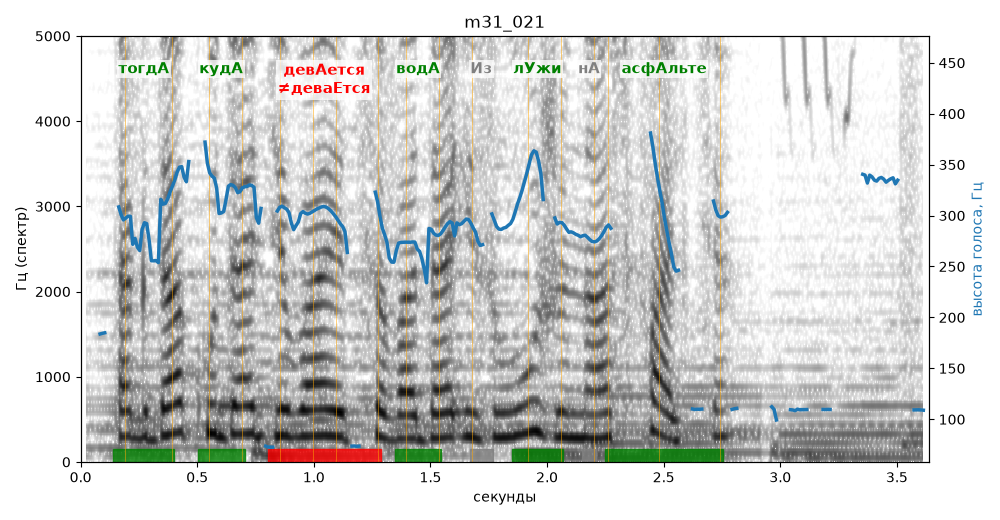 m31_021
5000
4000
3000
2000
1000
0
Гц (спектр)
тогдА кудА девАется водА Из лУжи нА асфАльте
≠деваЕтся
450
400
350
300
250
200
150
100
высота голоса, Гц
0.0 0.5 1.0 1.5 2.0 2.5 3.0 3.5
секунды